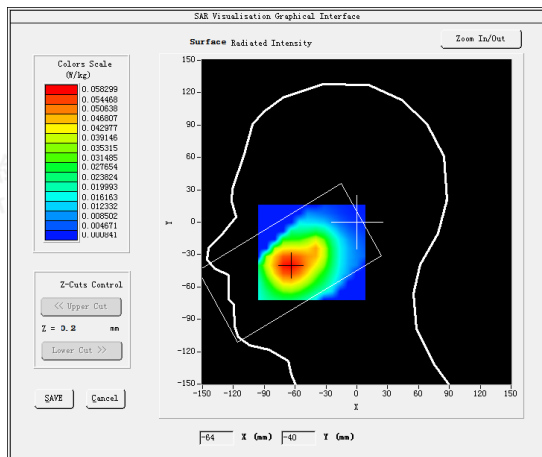 SAR Visualisation Graphical Interface
Surface Radiated Intensity
Zoom In/Out
Colors Scale
(W/kg)
0.058299
0.054468
0.050638
0.046807
0.042977
0.039146
0.035315
0.031485
0.027654
0.023824
0.019993
0.016163
0.012332
0.008502
0.004671
0.000841
Z-Cuts Control
<< Upper Cut
Z = 0.2 mm
Lower Cut >>
SAVE Cancel
150
120
90
60
30
0
-30
-60
-90
-120
-150
Y
-150 -120 -90 -60 -30 0 30 60 90 120 150
X
-64 X (mm) -40 Y (mm)